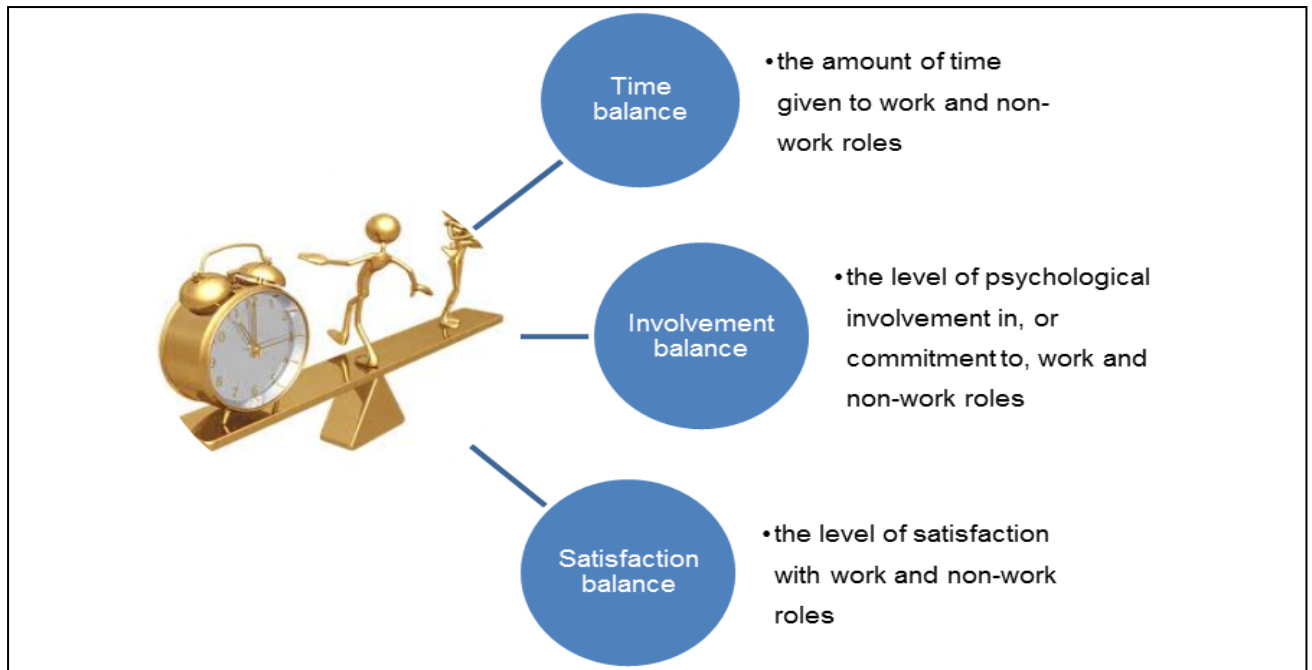 Time
balance
•the amount of time
given to work and non-
work roles
Involvement
balance
•the level of psychological
involvement in, or
commitment to, work and
non-work roles
Satisfaction
balance
•the level of satisfaction
with work and non-work
roles